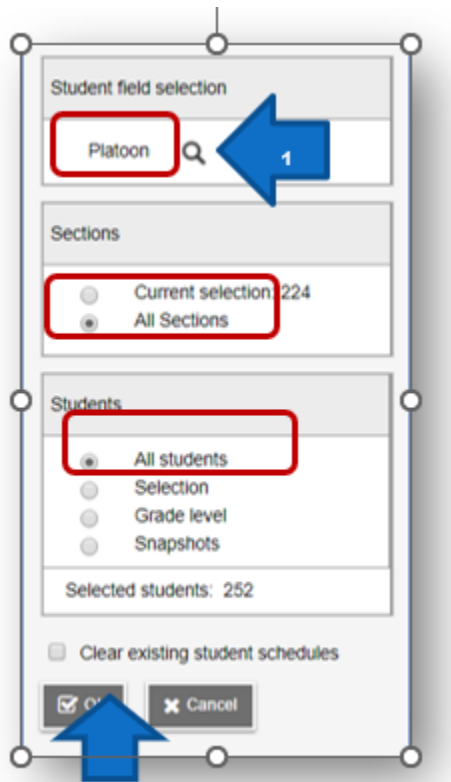 Student field selection
Platoon
1
Sections
Current selection: 224
All Sections
Students
All students
Selection
Grade level
Snapshots
Selected students: 252
Clear existing student schedules
Cancel